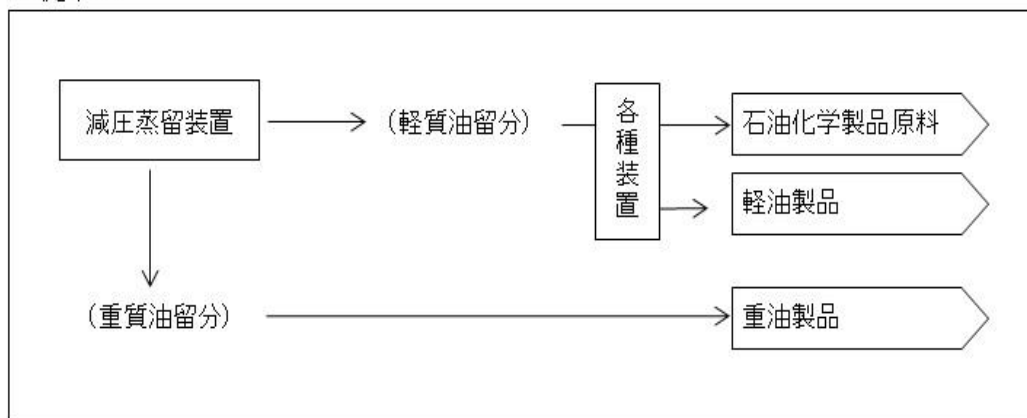 減圧蒸留装置
(軽質油留分)
各種装置
石油化学製品原料
軽油製品
(重質油留分)
重油製品